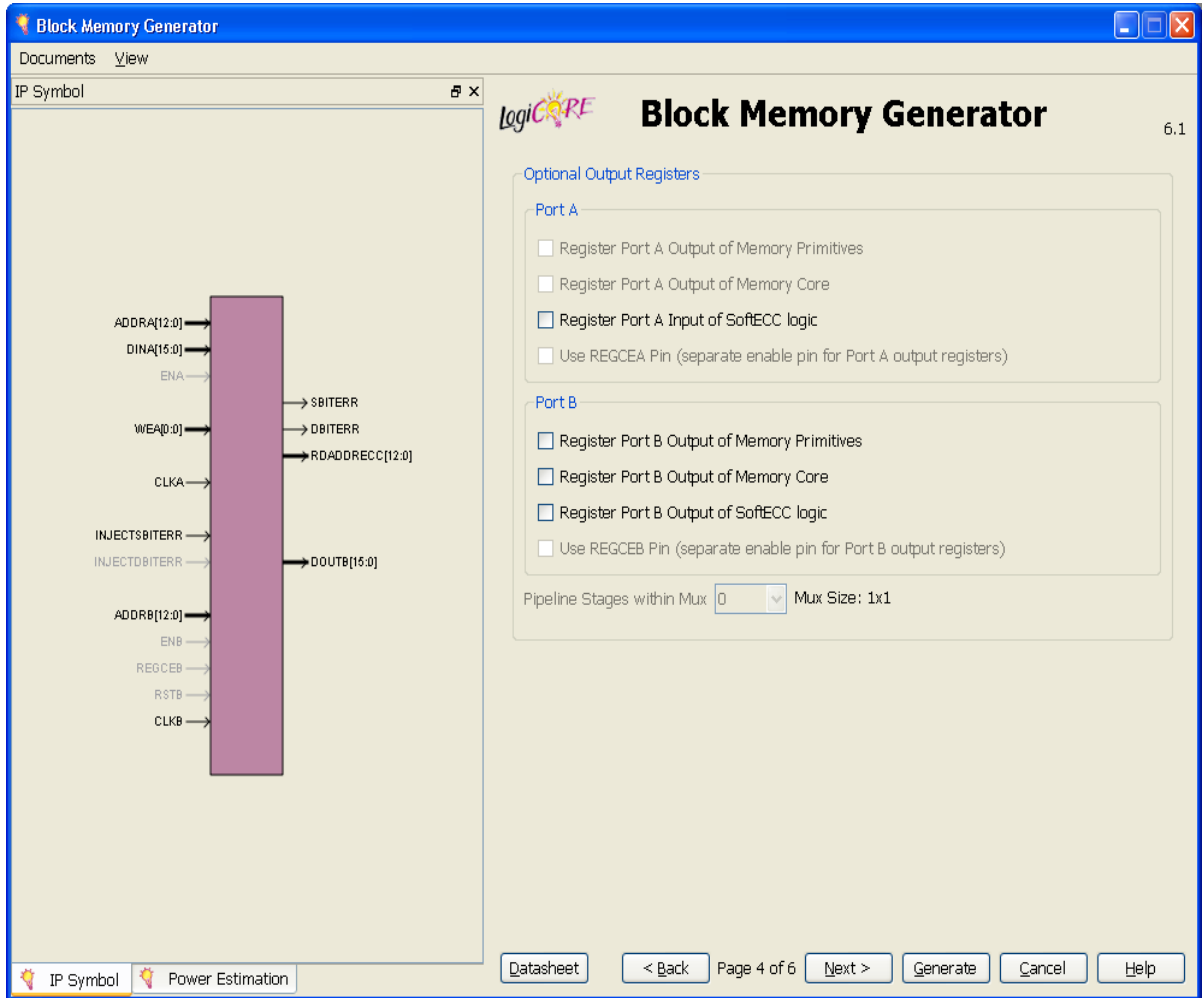 Block Memory Generator
Documents View
IP Symbol
ADDRA[12:0]
DINA[15:0]
ENA
WEA[0:0]
CLKA
INJECTSBITERR
INJECTDBITERR
ADDRB[12:0]
ENB
REGCEB
RSTB
CLKB
SBITERR
DBITERR
RDADDRECC[12:0]
DOUTB[15:0]
IP Symbol Power Estimation
LogiCORE Block Memory Generator 6.1
Optional Output Registers
Port A
Register Port A Output of Memory Primitives
Register Port A Output of Memory Core
Register Port A Input of SoftECC logic
Use REGCEA Pin (separate enable pin for Port A output registers)
Port B
Register Port B Output of Memory Primitives
Register Port B Output of Memory Core
Register Port B Output of SoftECC logic
Use REGCEB Pin (separate enable pin for Port B output registers)
Pipeline Stages within Mux 0 Mux Size: 1x1
Datasheet < Back Page 4 of 6 Next > Generate Cancel Help